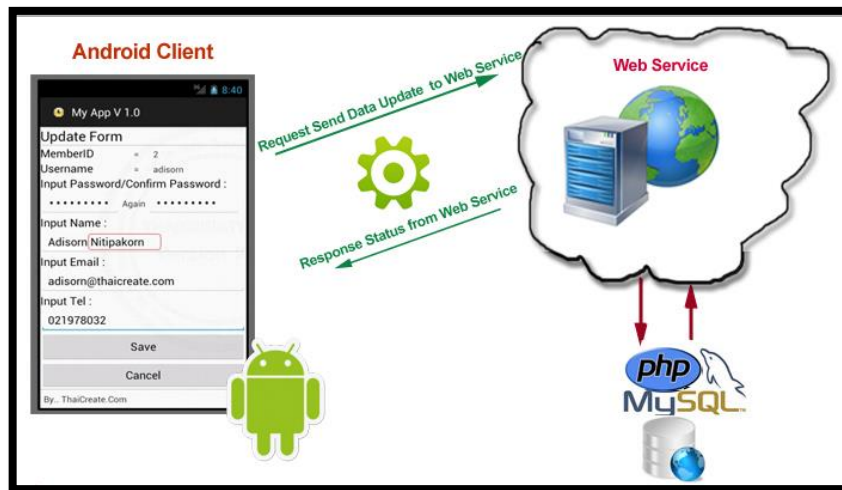 Android Client
8:40
My App V 1.0
Update Form
MemberID = 2
Username = adisorn
Input Password/Confirm Password :
••••••••• Again •••••••••
Input Name :
Adisorn Nitipakorn
Input Email :
adisorn@thaicreate.com
Input Tel :
021978032
Save
Cancel
By.. ThaiCreate.Com
Request Send Data Update to Web Service
Response Status from Web Service
Web Service
php
MySQL